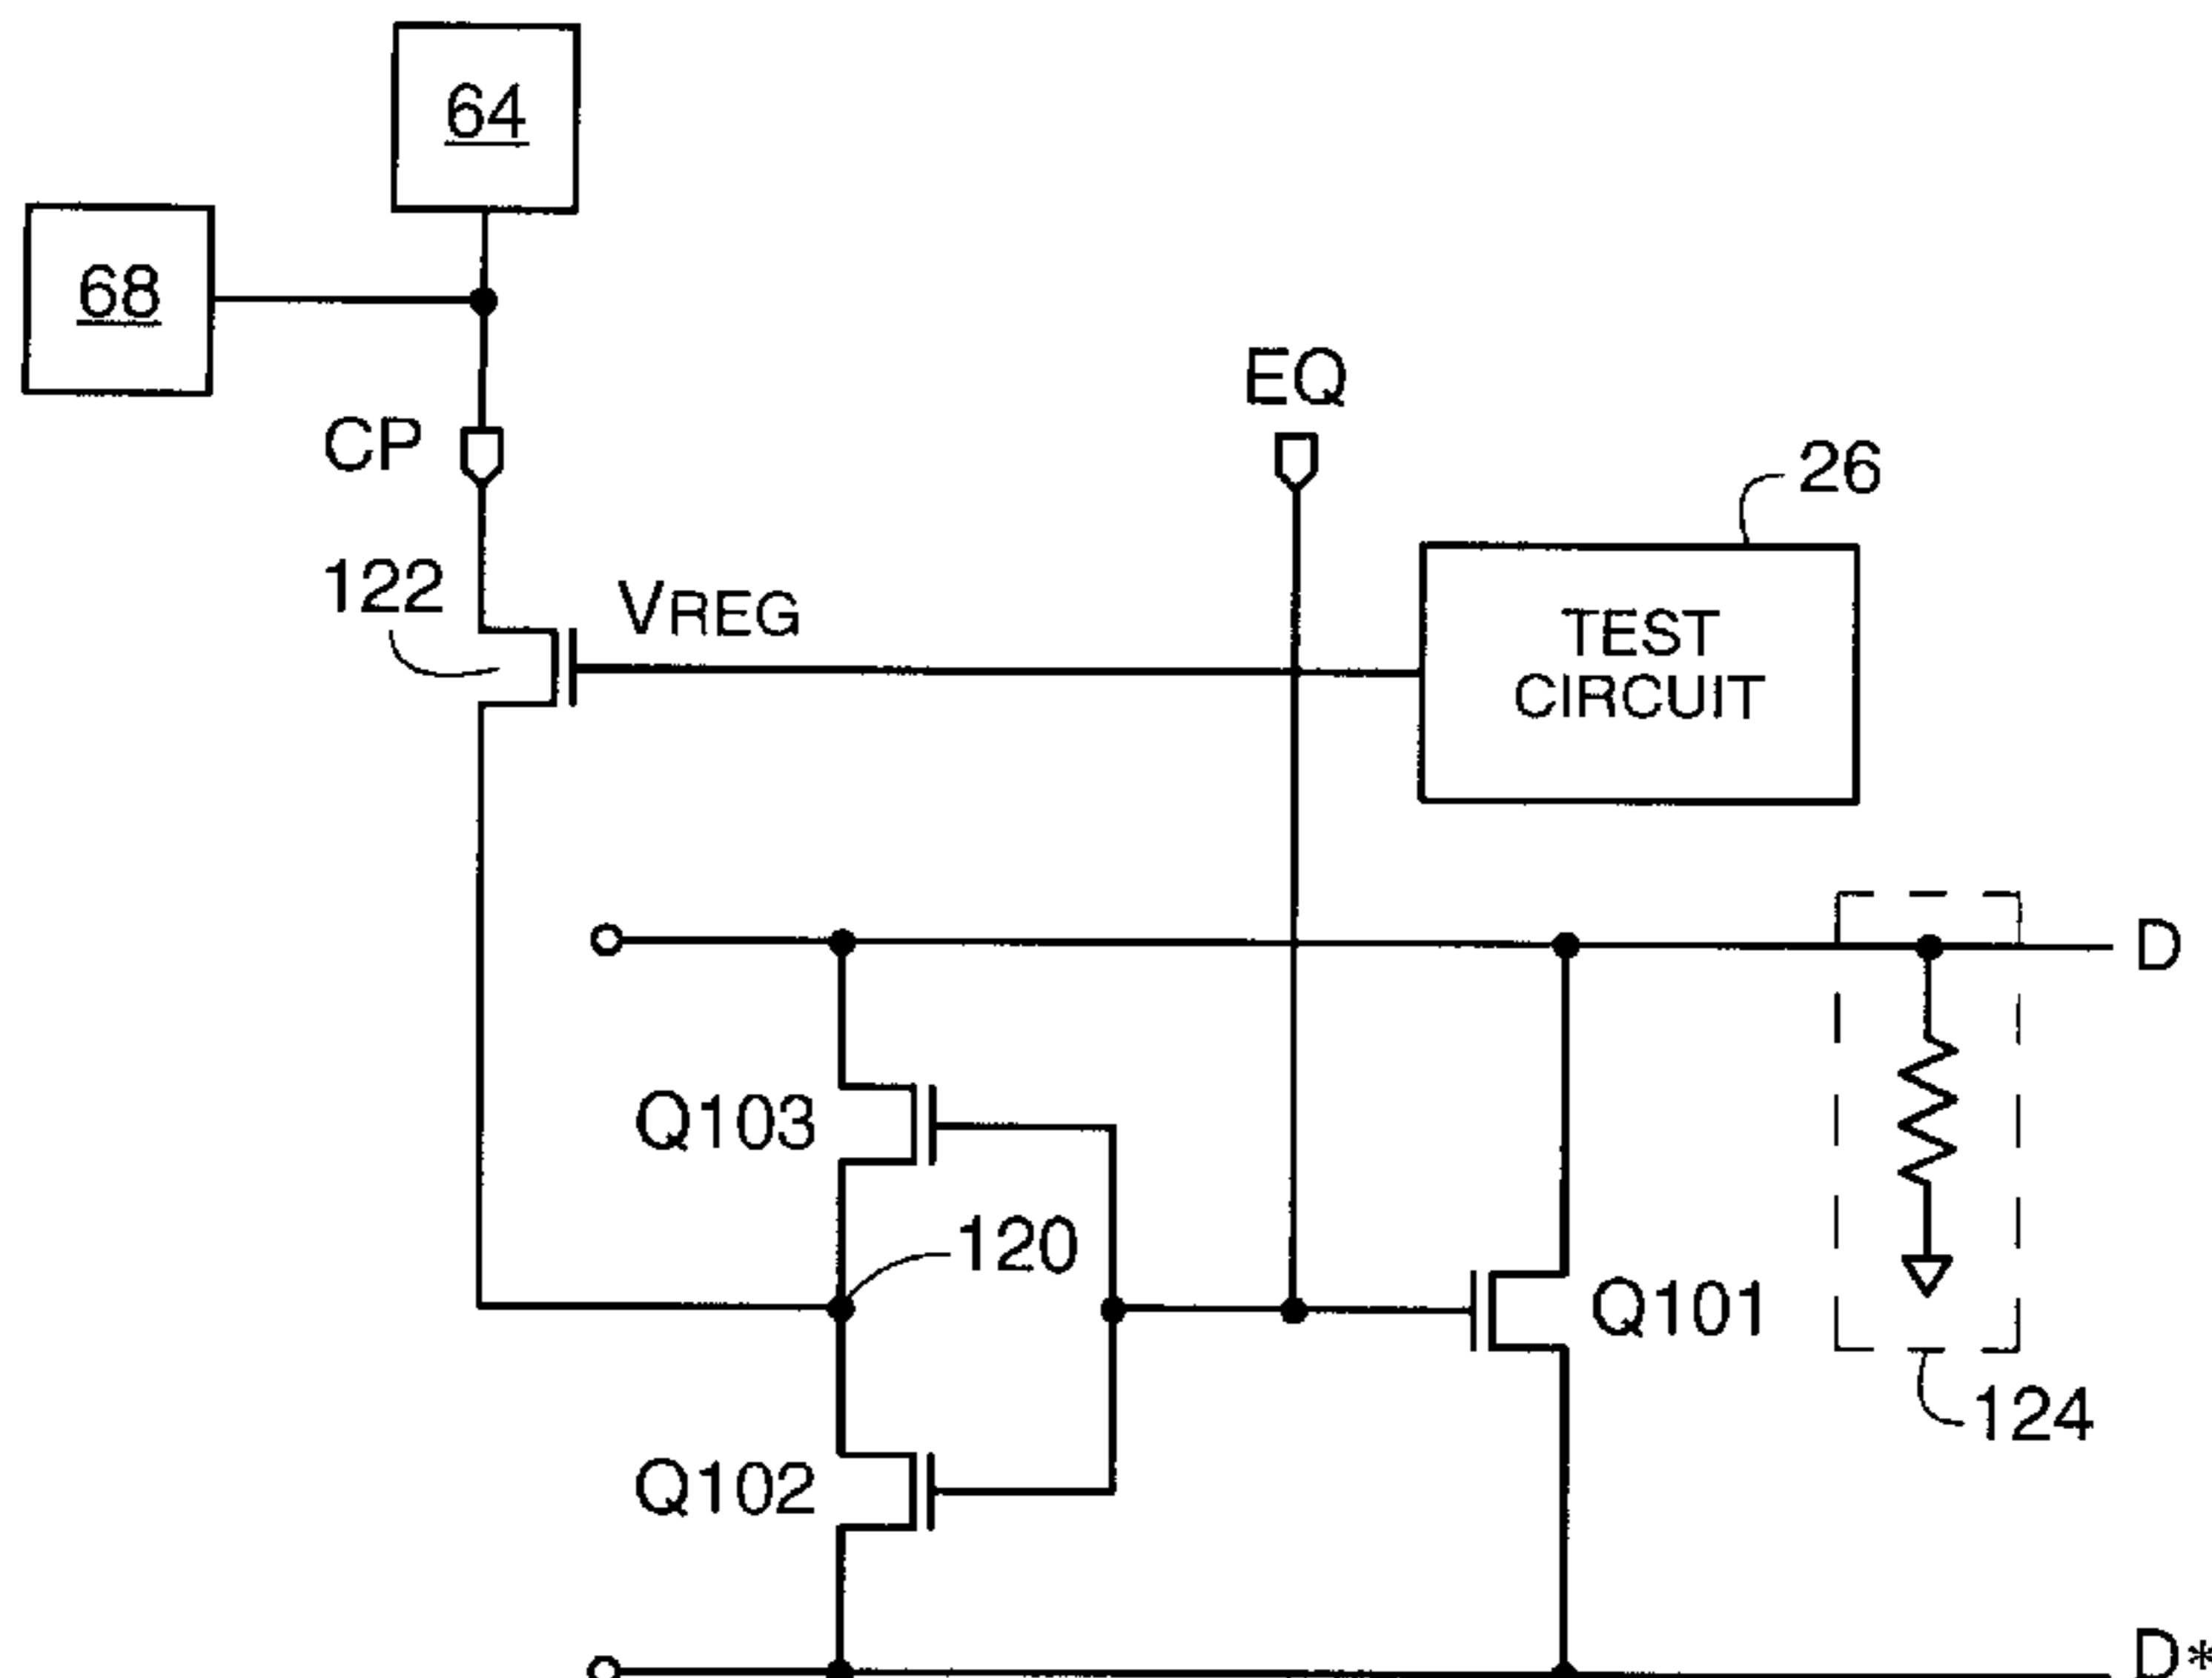 64
68
EQ
CP
26
122
VREG
TEST
CIRCUIT
D
Q103
120
Q101
124
Q102
D*